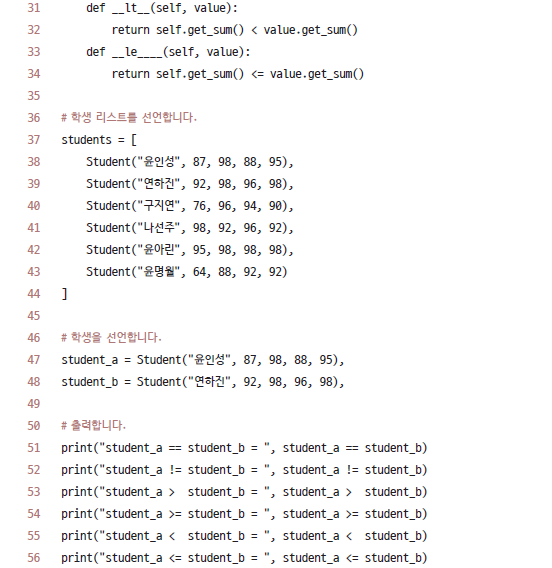 31 def __lt__(self, value):
32 return self.get_sum() < value.get_sum()
33 def __le____(self, value):
34 return self.get_sum() <= value.get_sum()
35
36 # 학생 리스트를 선언합니다.
37 students = [
38 Student("윤인성", 87, 98, 88, 95),
39 Student("연하진", 92, 98, 96, 98),
40 Student("구지연", 76, 96, 94, 90),
41 Student("나선주", 98, 92, 96, 92),
42 Student("윤아린", 95, 98, 98, 98),
43 Student("윤명월", 64, 88, 92, 92)
44 ]
45
46 # 학생을 선언합니다.
47 student_a = Student("윤인성", 87, 98, 88, 95),
48 student_b = Student("연하진", 92, 98, 96, 98),
49
50 # 출력합니다.
51 print("student_a == student_b = ", student_a == student_b)
52 print("student_a != student_b = ", student_a != student_b)
53 print("student_a >  student_b = ", student_a >  student_b)
54 print("student_a >= student_b = ", student_a >= student_b)
55 print("student_a <  student_b = ", student_a <  student_b)
56 print("student_a <= student_b = ", student_a <= student_b)